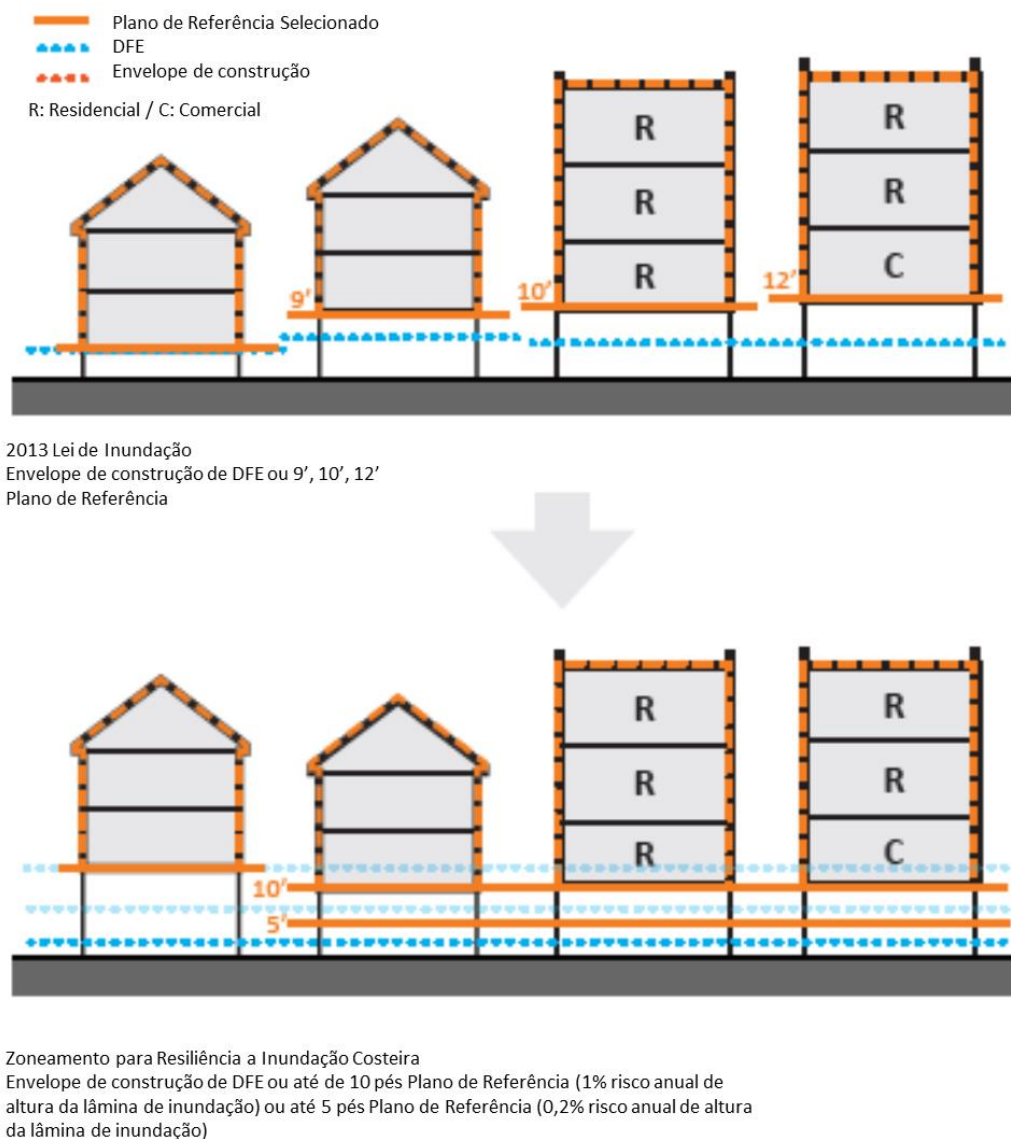 Plano de Referência Selecionado
DFE
Envelope de construção
R: Residencial / C: Comercial
R
R
R
R
R
C
9’
10’
12’
2013 Lei de Inundação
Envelope de construção de DFE ou 9’, 10’, 12’
Plano de Referência
R
R
R
R
R
C
10’
5’
Zoneamento para Resiliência a Inundação Costeira
Envelope de construção de DFE ou até de 10 pés Plano de Referência (1% risco anual de
altura da lâmina de inundação) ou até 5 pés Plano de Referência (0,2% risco anual de altura
da lâmina de inundação)